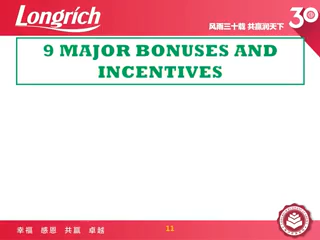 Longrich
风雨三十载 共赢润天下
30
9 MAJOR BONUSES AND
INCENTIVES
幸福 感恩 共赢 卓越
11